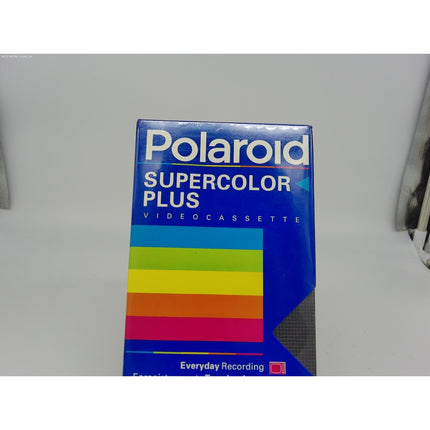 Polaroid
SUPERCOLOR
PLUS
VIDEOCASSETTE
Everyday Recording